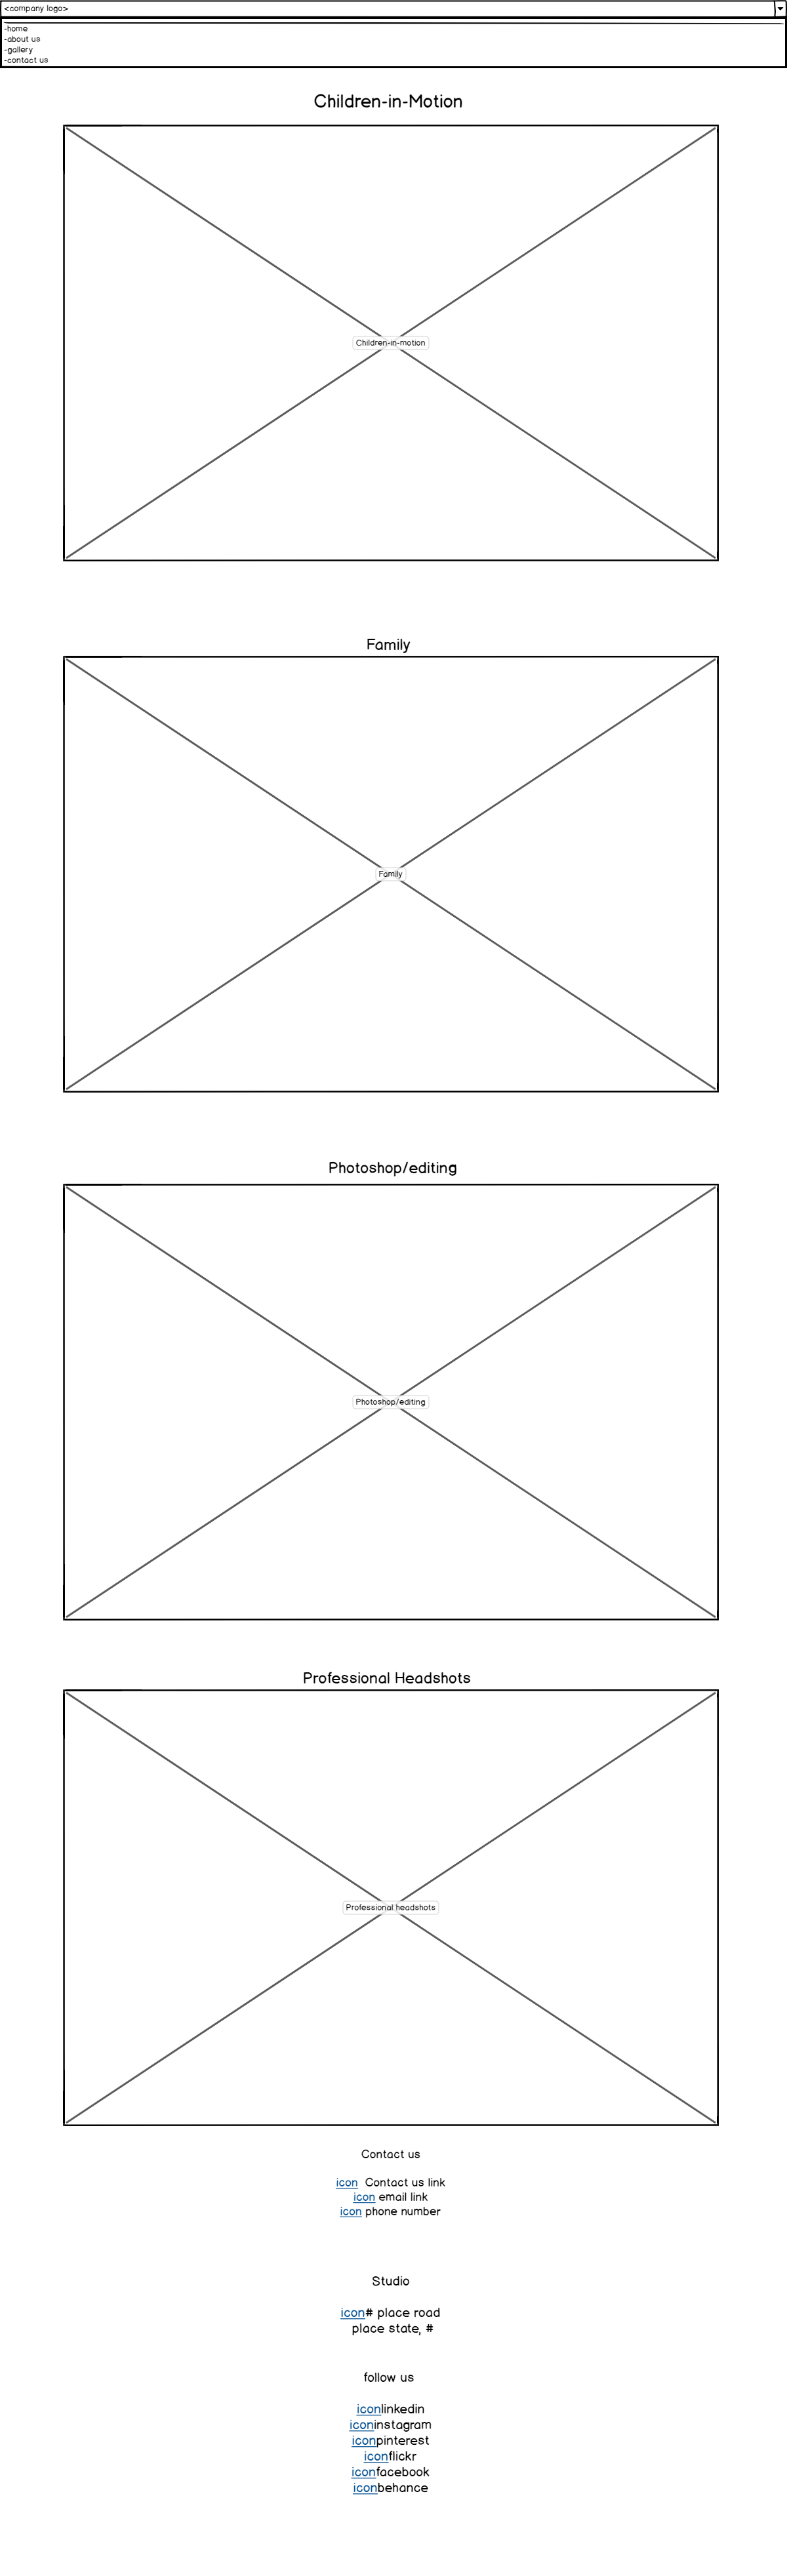 <company logo>
-home
-about us
-gallery
-contact us
Children-in-Motion
Children-in-motion
Family
Family
Photoshop/editing
Photoshop/editing
Professional Headshots
Professional headshots
Contact us
icon Contact us link
icon email link
icon phone number
Studio
icon# place road
place state, #
follow us
iconlinkedin
iconinstagram
iconpinterest
iconflickr
iconfacebook
iconbehance